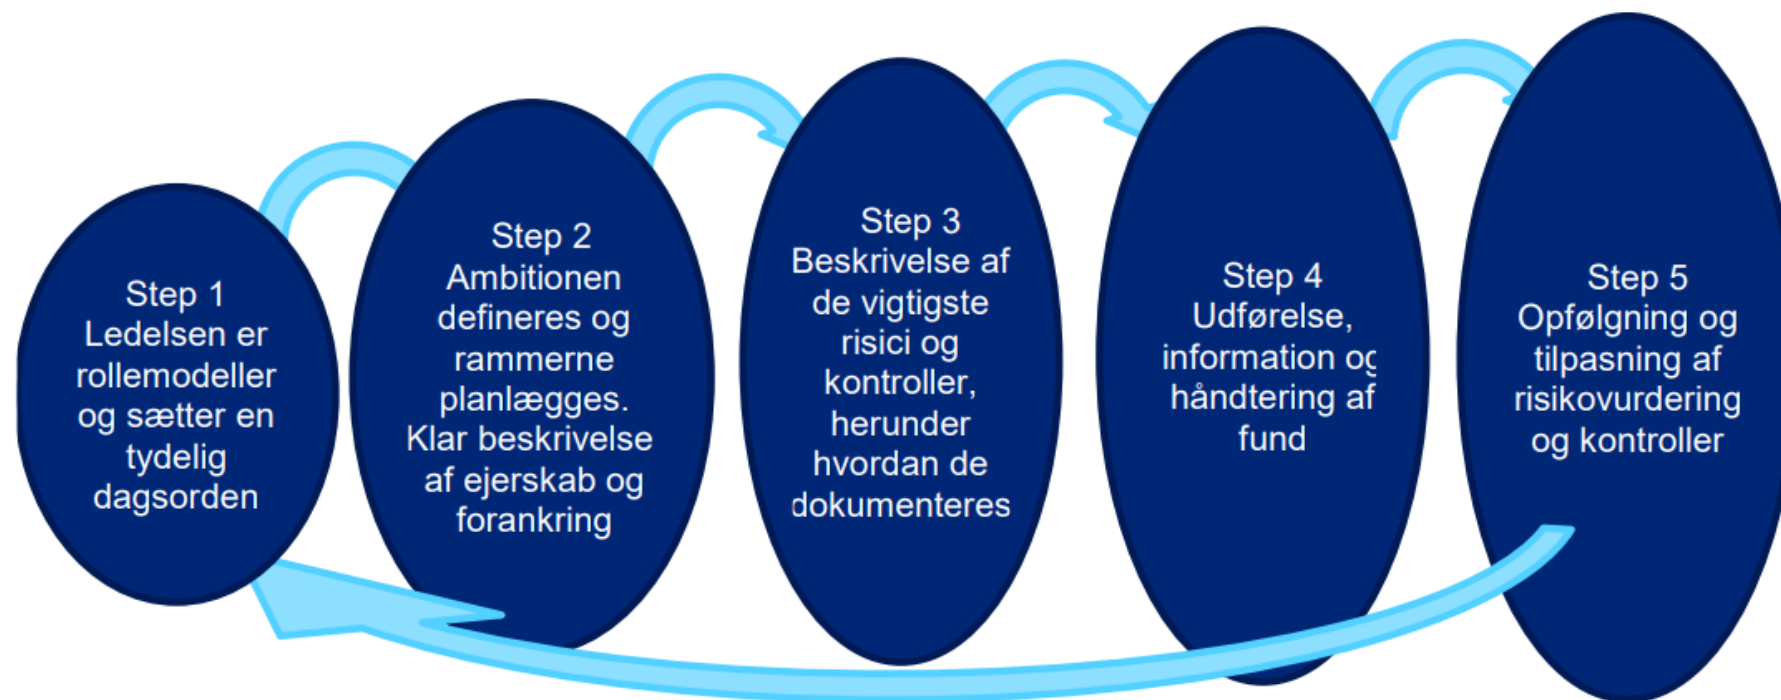 Step 1
Ledelsen er
rollemodeller
og sætter en
tydelig
dagsorden
Step 2
Ambitionen
defineres og
rammerne
planlægges.
Klar beskrivelse
af ejerskab og
forankring
Step 3
Beskrivelse af
de vigtigste
risici og
kontroller,
herunder
hvordan de
dokumenteres
Step 4
Udførelse,
information og
håndtering af
fund
Step 5
Opfølgning og
tilpasning af
risikovurdering
og kontroller